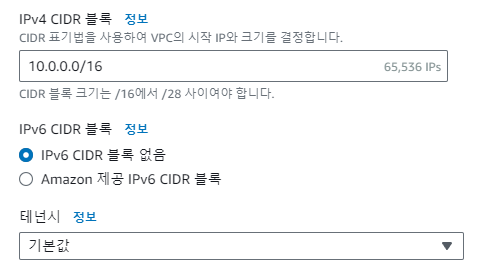 IPv4 CIDR 블록 정보
CIDR 표기법을 사용하여 VPC의 시작 IP와 크기를 결정합니다.
10.0.0.0/16 65,536 IPs
CIDR 블록 크기는 /16에서 /28 사이여야 합니다.
IPv6 CIDR 블록 정보
IPv6 CIDR 블록 없음
Amazon 제공 IPv6 CIDR 블록
테넌시 정보
기본값